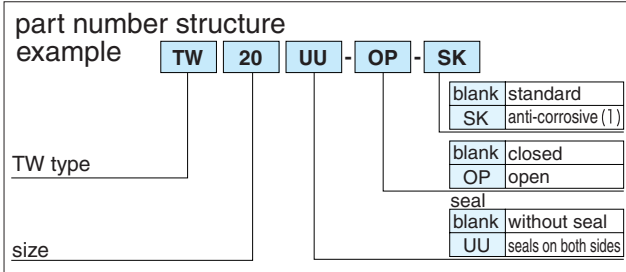 part number structure
example TW 20 UU - OP - SK
blank standard
SK anti-corrosive (1)
TW type
blank closed
OP open
seal
blank without seal
size
UU seals on both sides